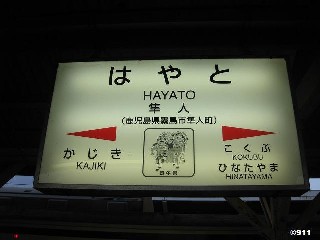 はやと
HAYATO
隼人
(鹿児島県霧島市隼人町)
かじき
KAJIKI
こくぶ
KOKUBU
ひなたやま
HINATAYAMA
©911